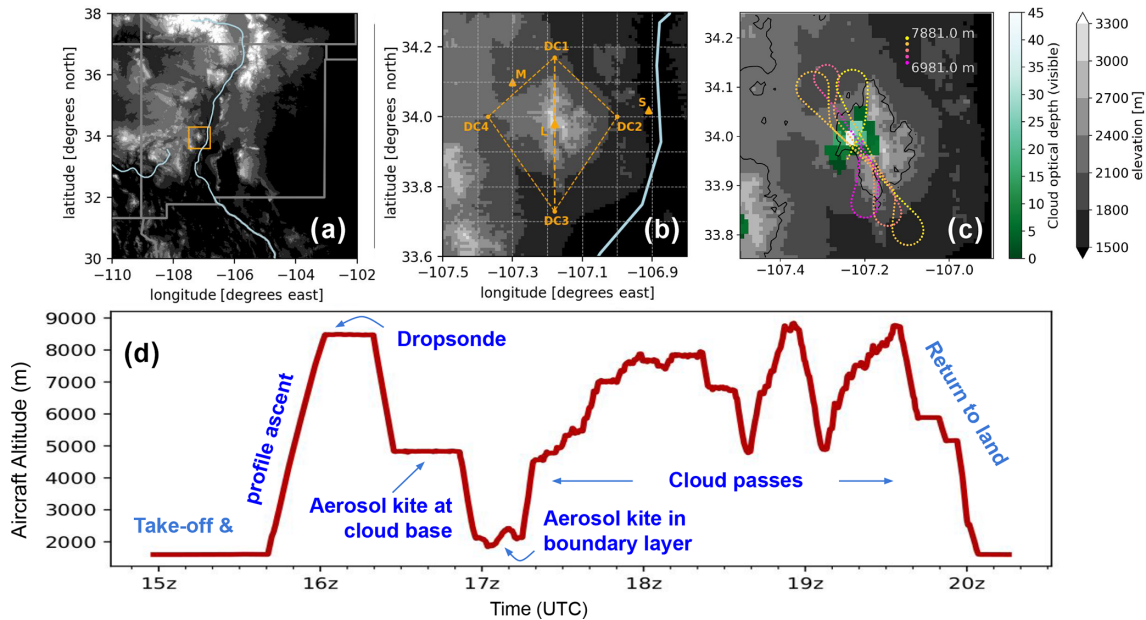 38
36
34
32
30
latitude [degrees north]
−110
−108
−106
−104
−102
longitude [degrees east]
(a)
34.2
34.0
33.8
33.6
latitude [degrees north]
DC1
M
S
DC4
L
DC2
DC3
−107.5
−107.3
−107.1
−106.9
longitude [degrees east]
(b)
34.2
34.1
34.0
33.9
33.8
7881.0 m
6981.0 m
−107.4
−107.2
−107.0
longitude [degrees east]
(c)
45
40
35
30
25
20
15
10
5
0
Cloud optical depth (visible)
3300
3000
2700
2400
2100
1800
1500
elevation [m]
(d)
9000
8000
7000
6000
5000
4000
3000
2000
Aircraft Altitude (m)
Take-off &
profile ascent
Dropsonde
Aerosol kite at
cloud base
Aerosol kite in
boundary layer
Cloud passes
Return to land
15z
16z
17z
18z
19z
20z
Time (UTC)